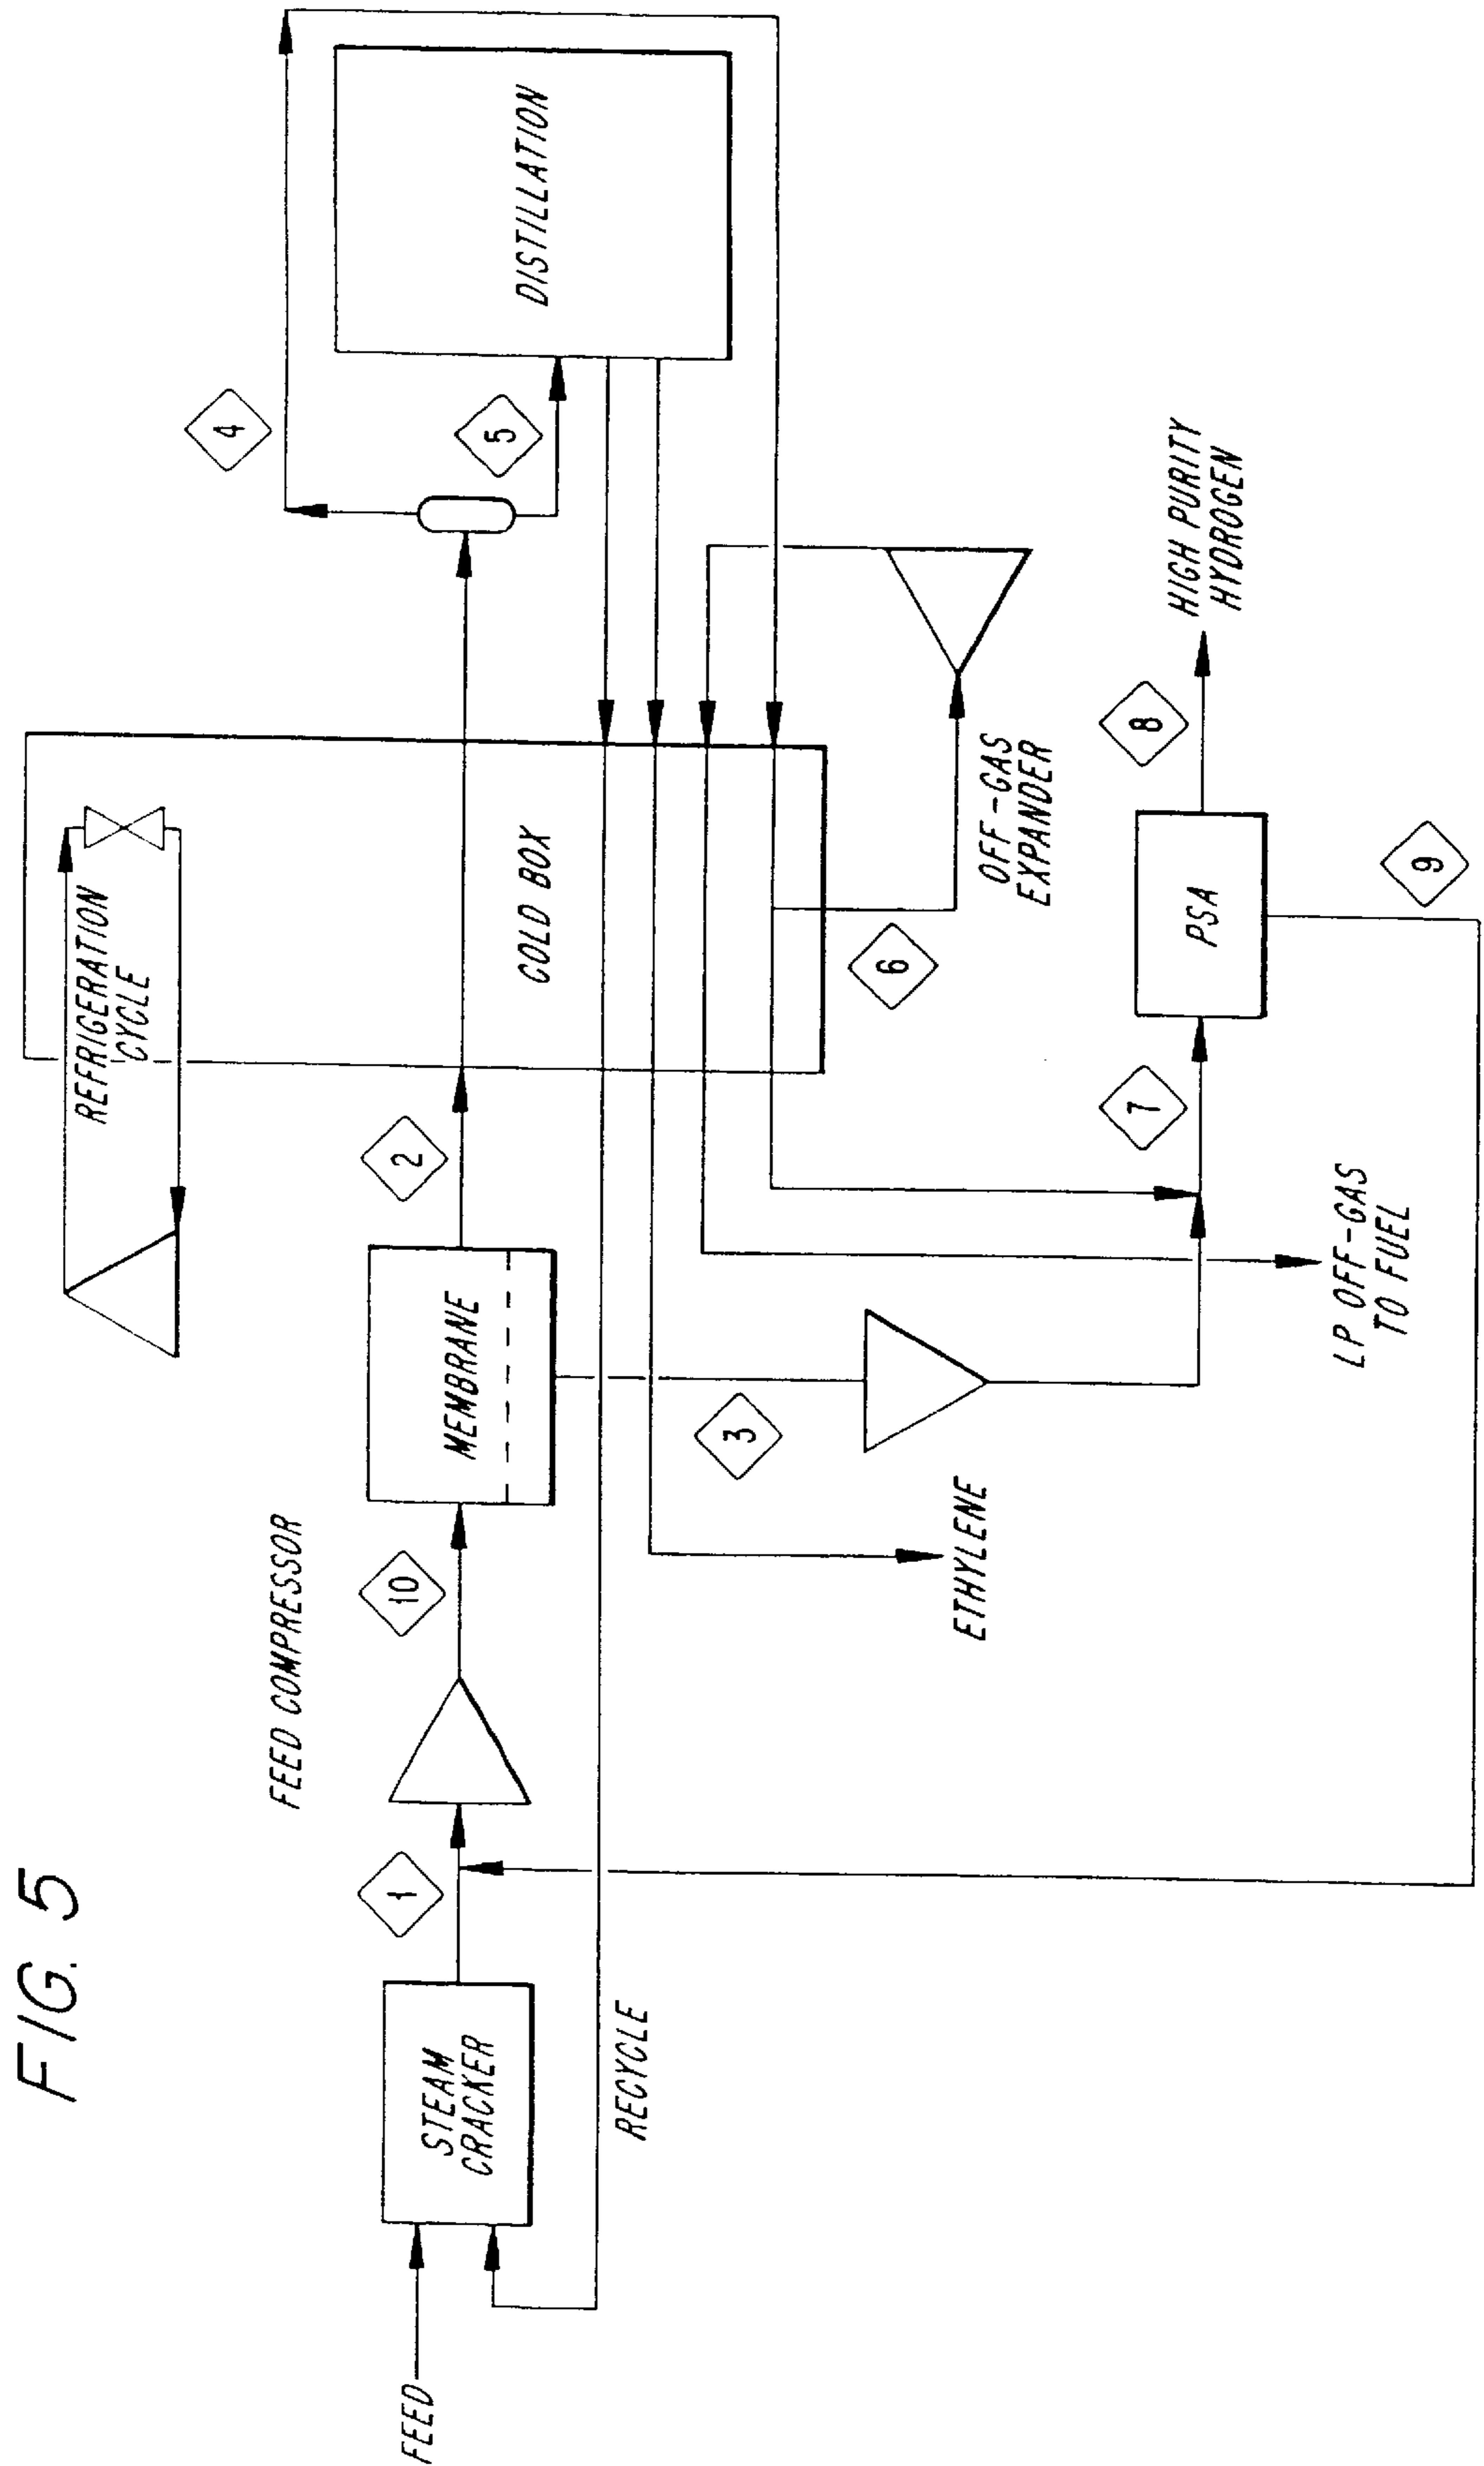 FIG. 5
REFRIGERATION
CYCLE
4
FEED COMPRESSOR
1
10
2
5
FEED
STEAM
CRACKER
MEMBRANE
COLD BOX
DISTILLATION
RECYCLE
3
6
ETHYLENE
OFF-GAS
EXPANDER
7
8
HIGH PURITY
HYDROGEN
PSA
LP OFF-GAS
TO FUEL
9